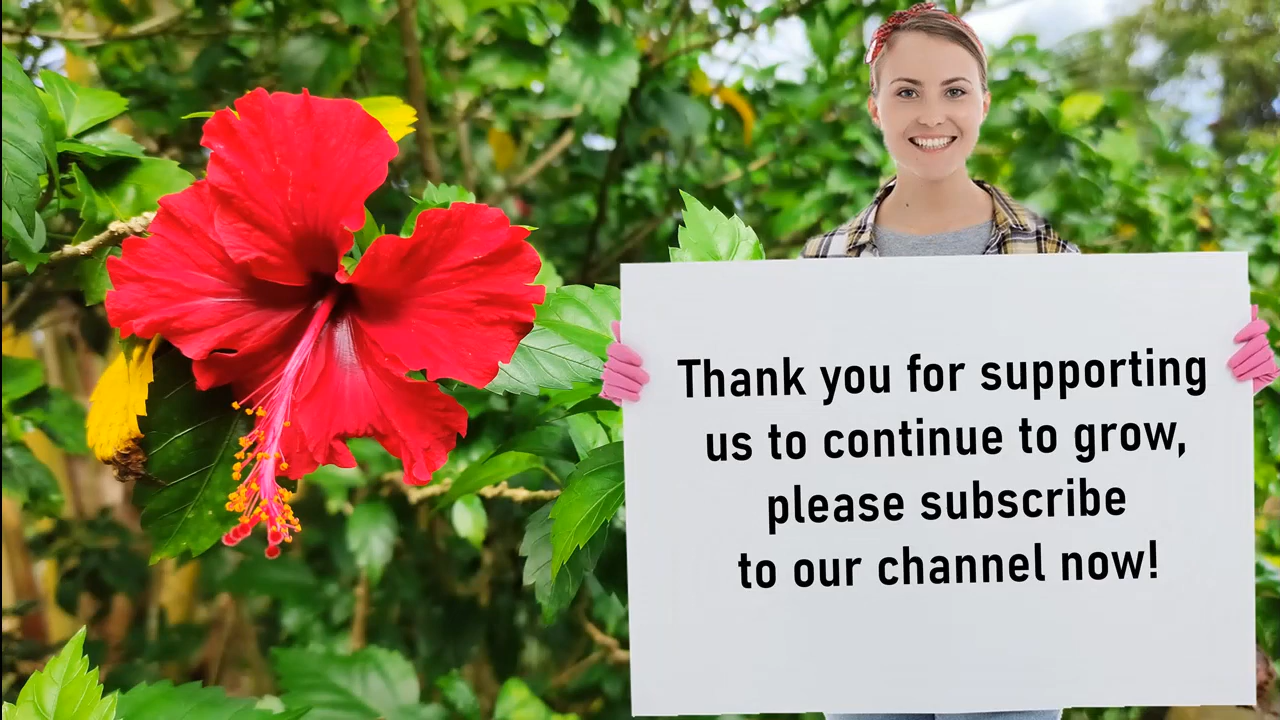 Thank you for supporting
us to continue to grow,
please subscribe
to our channel now!